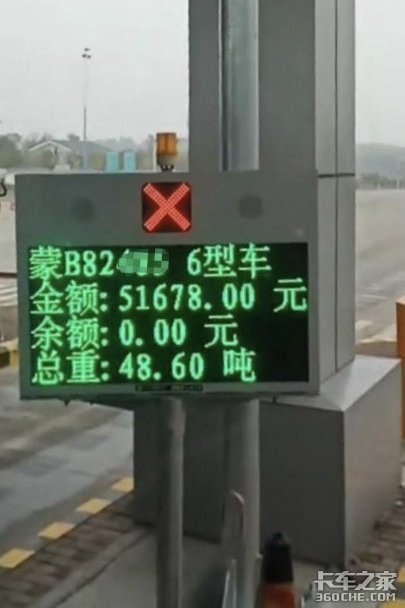 蒙B82 6型车
金额:51678.00 元
余额:0.00 元
总重:48.60 吨
卡车之家
360CHE.COM